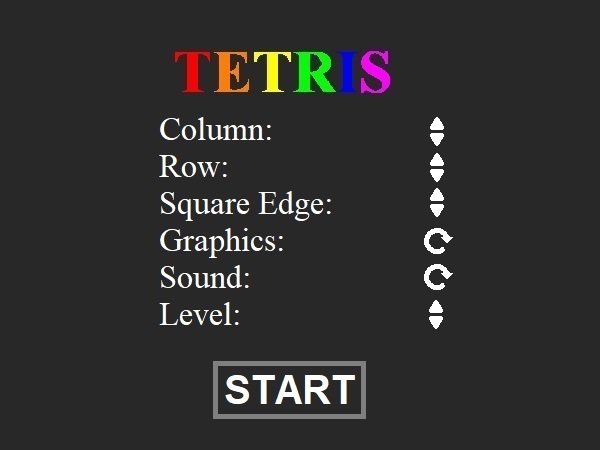 TETRIS
Column:
Row:
Square Edge:
Graphics:
Sound:
Level:
START